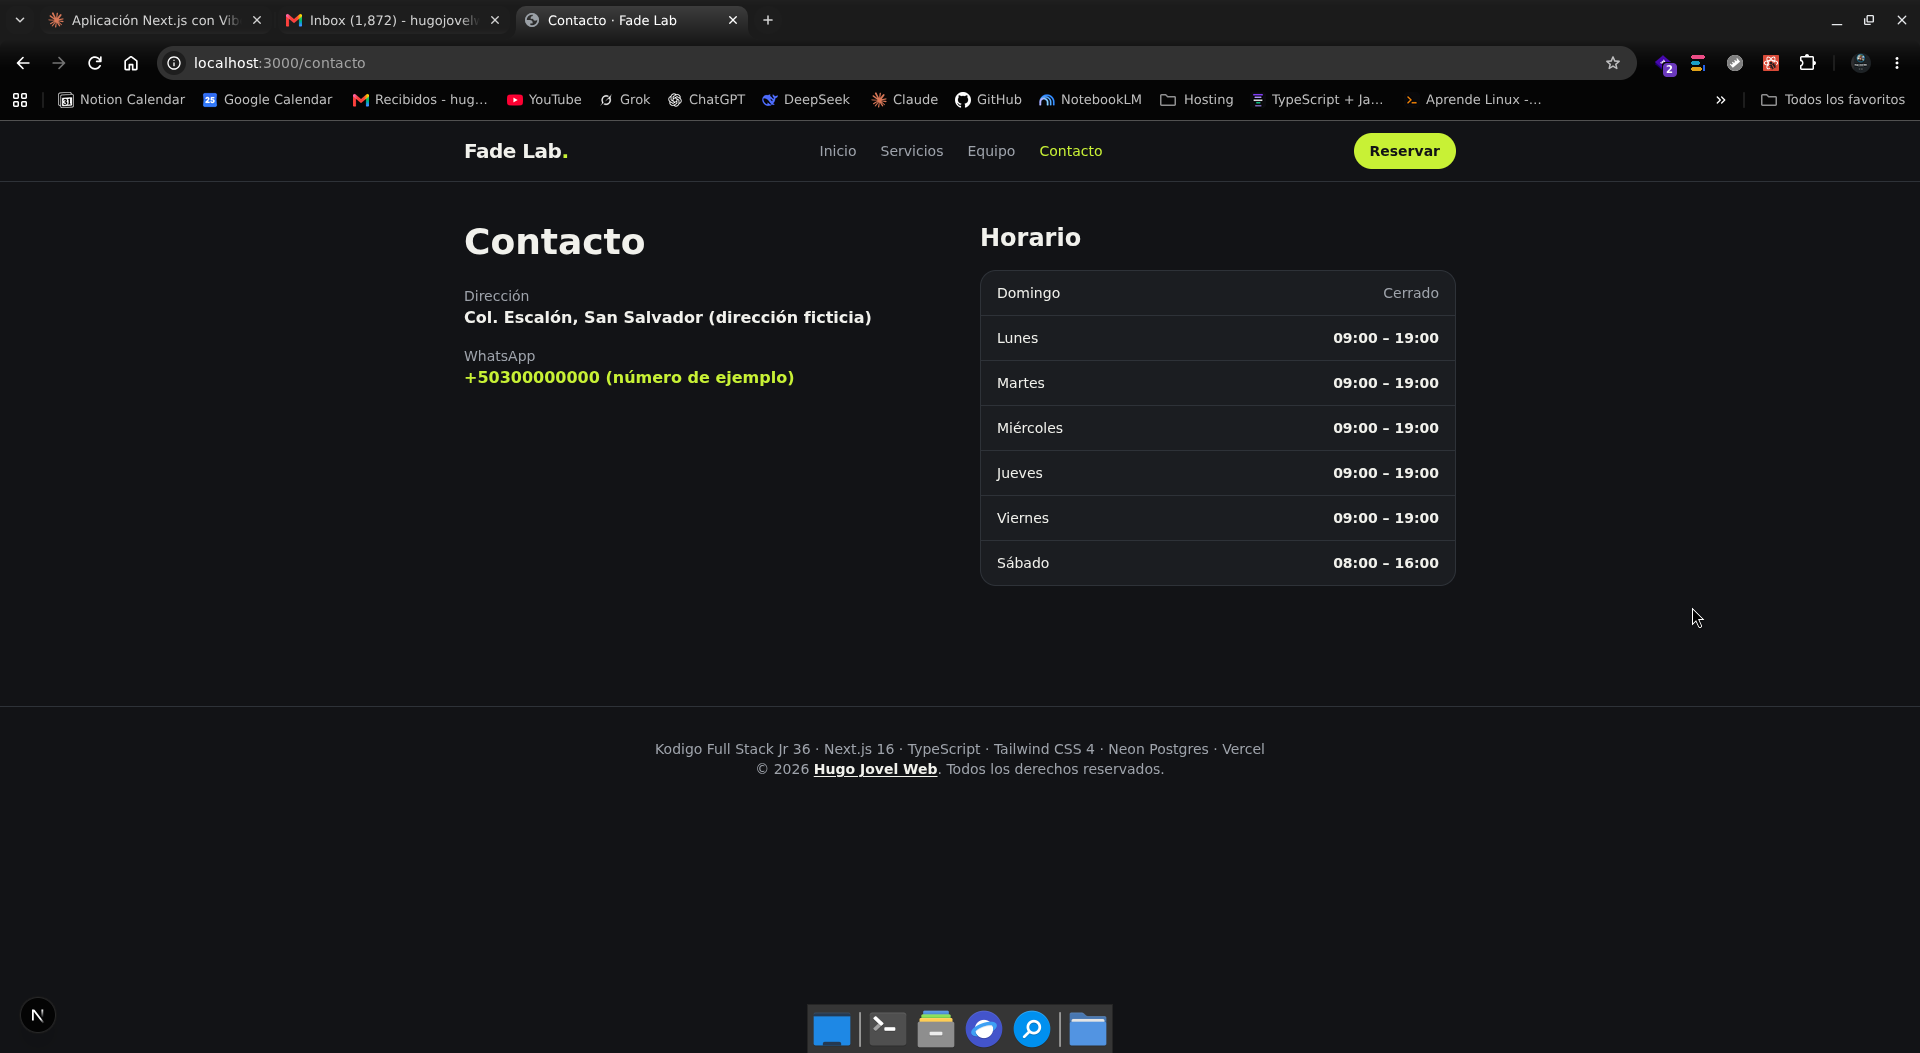 Aplicación Next.js con Vib
Inbox (1,872) - hugojovelw
Contacto · Fade Lab
localhost:3000/contacto
2
Notion Calendar
Google Calendar
Recibidos - hug...
YouTube
Grok
ChatGPT
DeepSeek
Claude
GitHub
NotebookLM
Hosting
TypeScript + Ja...
Aprende Linux -...
Todos los favoritos
Fade Lab.
Inicio
Servicios
Equipo
Contacto
Reservar
Contacto
Dirección
Col. Escalón, San Salvador (dirección ficticia)
WhatsApp
+50300000000 (número de ejemplo)
Horario
Domingo Cerrado
Lunes 09:00 – 19:00
Martes 09:00 – 19:00
Miércoles 09:00 – 19:00
Jueves 09:00 – 19:00
Viernes 09:00 – 19:00
Sábado 08:00 – 16:00
Kodigo Full Stack Jr 36 · Next.js 16 · TypeScript · Tailwind CSS 4 · Neon Postgres · Vercel
© 2026 Hugo Jovel Web. Todos los derechos reservados.
N